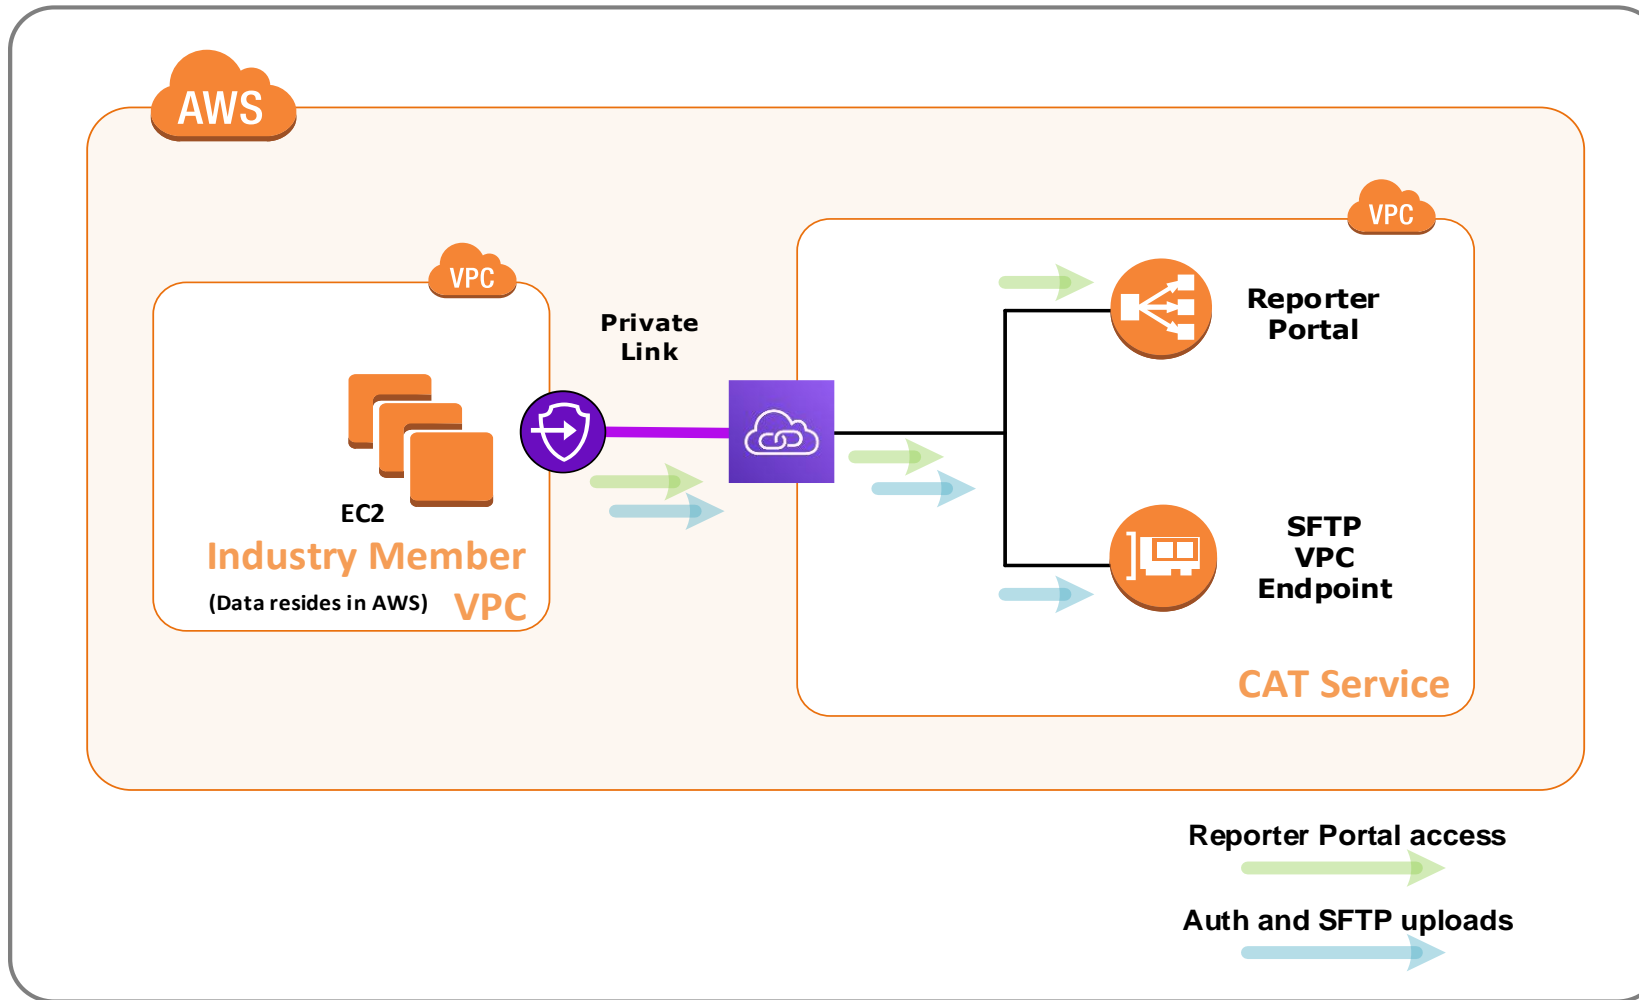 AWS
VPC
VPC
Private
Link
Reporter
Portal
EC2
Industry Member
(Data resides in AWS) VPC
SFTP
VPC
Endpoint
CAT Service
Reporter Portal access
Auth and SFTP uploads